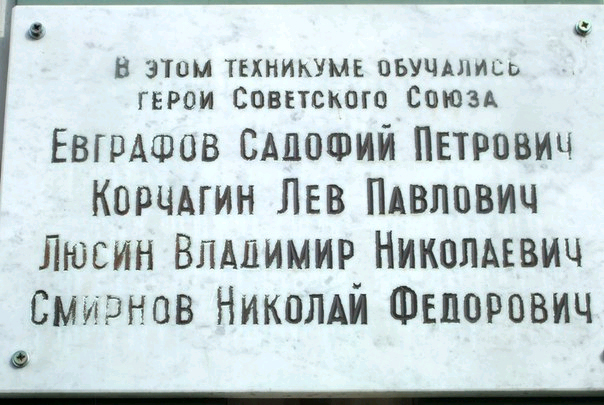 В ЭТОМ ТЕХНИКУМЕ ОБУЧАЛИСЬ
ГЕРОИ СОВЕТСКОГО СОЮЗА
ЕВГРАФОВ САДОФИЙ ПЕТРОВИЧ
КОРЧАГИН ЛЕВ ПАВЛОВИЧ
ЛЮСИН ВЛАДИМИР НИКОЛАЕВИЧ
СМИРНОВ НИКОЛАЙ ФЕДОРОВИЧ